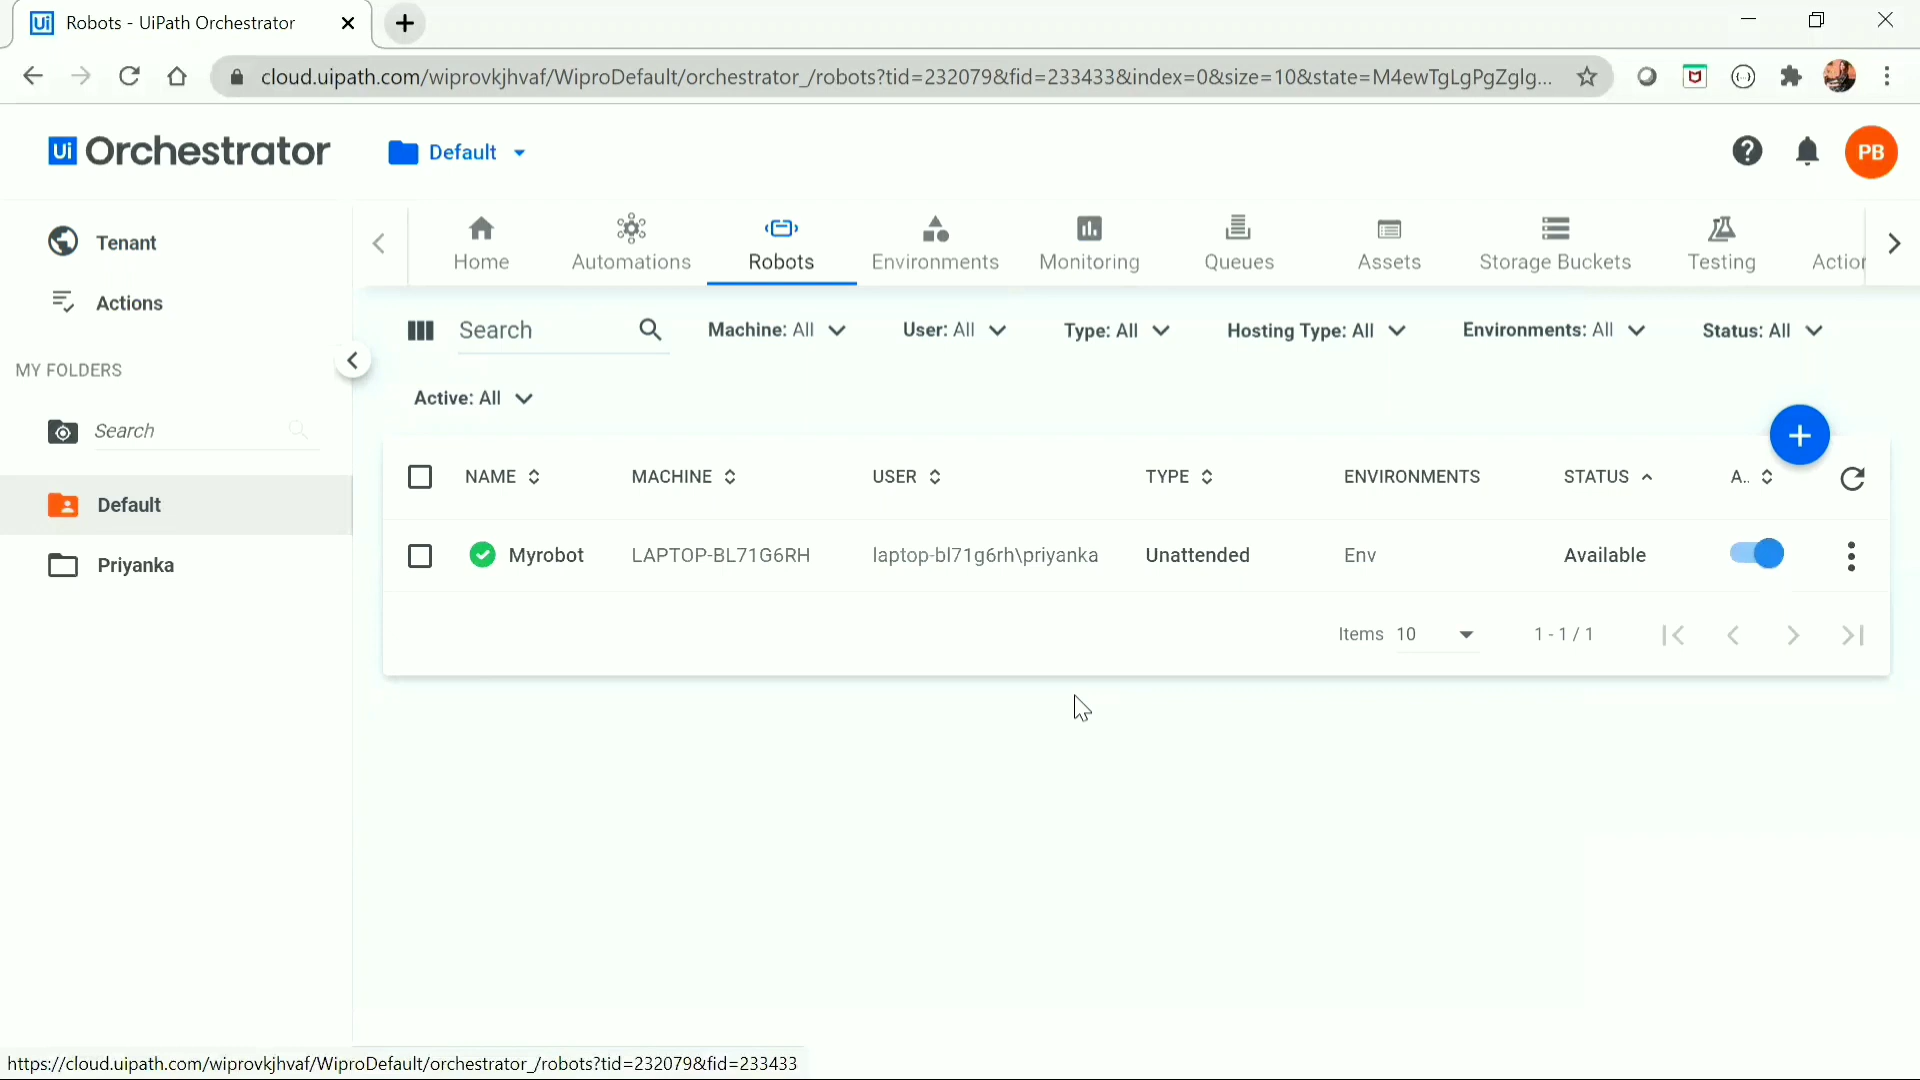 Robots - UiPath Orchestrator
cloud.uipath.com/wiprovkjhvaf/WiproDefault/orchestrator_/robots?tid=232079&fid=233433&index=0&size=10&state=M4ewTgLgPgZglg...
Ui Orchestrator
Default
PB
Tenant
Actions
MY FOLDERS
Search
Default
Priyanka
Home
Automations
Robots
Environments
Monitoring
Queues
Assets
Storage Buckets
Testing
Action
Search
Machine: All
User: All
Type: All
Hosting Type: All
Environments: All
Status: All
Active: All
NAME MACHINE USER TYPE ENVIRONMENTS STATUS A..
Myrobot LAPTOP-BL71G6RH laptop-bl71g6rh\priyanka Unattended Env Available
Items 10 1 - 1 / 1
https://cloud.uipath.com/wiprovkjhvaf/WiproDefault/orchestrator_/robots?tid=232079&fid=233433